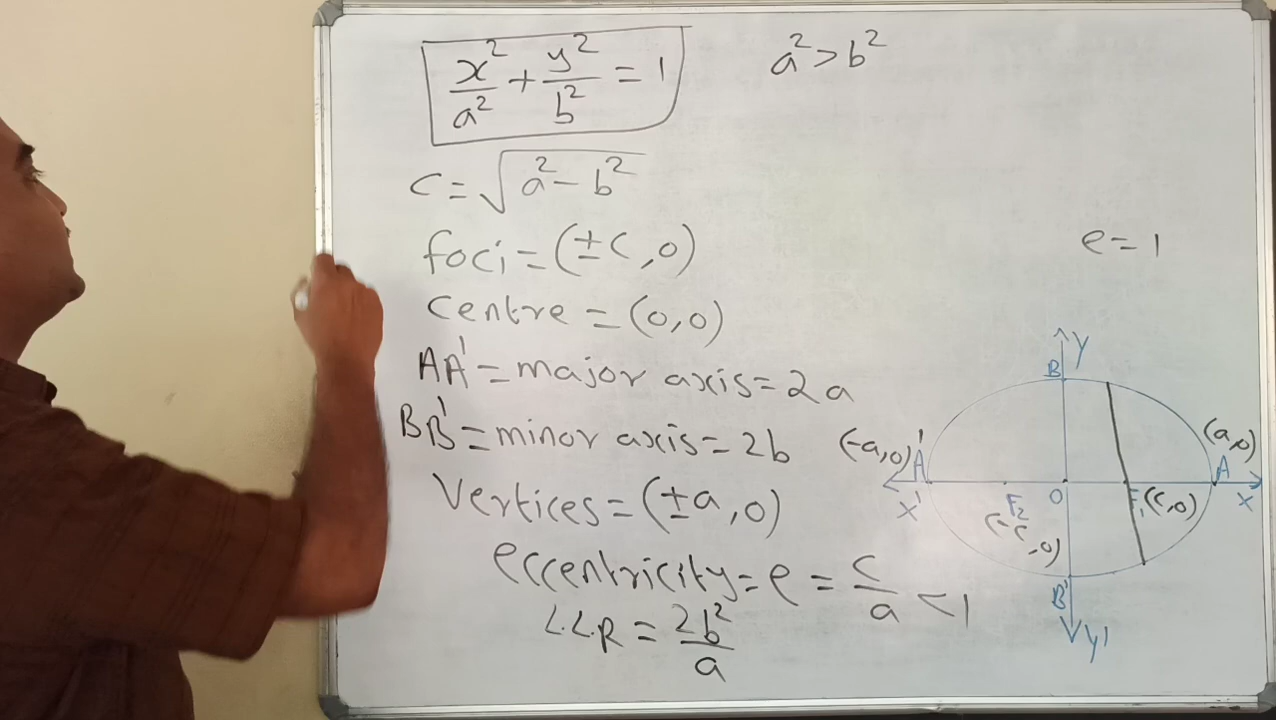 x²/a² + y²/b² = 1
a² > b²
c = √(a² − b²)
foci = (±c, 0)
e = 1
centre = (0,0)
AA' = major axis = 2a
BB' = minor axis = 2b
Vertices = (±a, 0)
eccentricity = e = c/a < 1
L.L.R = 2b²/a
Y
B
(-a,0) A'
(a,0)
A
X'
O
F₂
(-c,0)
F₁(c,0)
X
B'
y'